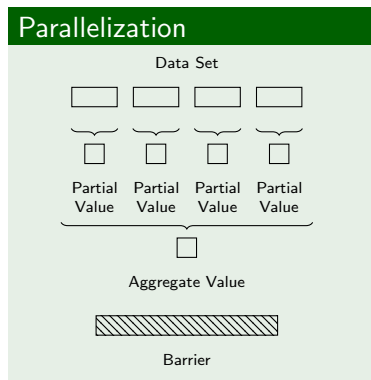 Parallelization
Data Set
Partial Partial Partial Partial
Value Value Value Value
Aggregate Value
Barrier